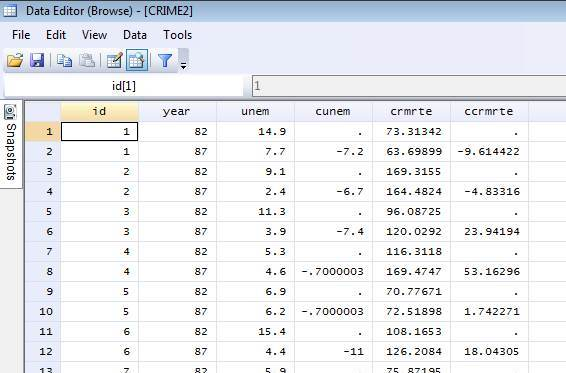 Data Editor (Browse) - [CRIME2]
File Edit View Data Tools
id[1] 1
Snapshots
id year unem cunem crmrte ccrmrte
1 1 82 14.9 . 73.31342 .
2 1 87 7.7 -7.2 63.69899 -9.614422
3 2 82 9.1 . 169.3155 .
4 2 87 2.4 -6.7 164.4824 -4.83316
5 3 82 11.3 . 96.08725 .
6 3 87 3.9 -7.4 120.0292 23.94194
7 4 82 5.3 . 116.3118 .
8 4 87 4.6 -.7000003 169.4747 53.16296
9 5 82 6.9 . 70.77671 .
10 5 87 6.2 -.7000003 72.51898 1.742271
11 6 82 15.4 . 108.1653 .
12 6 87 4.4 -11 126.2084 18.04305
13 7 82 5.9 . 75.87195 .